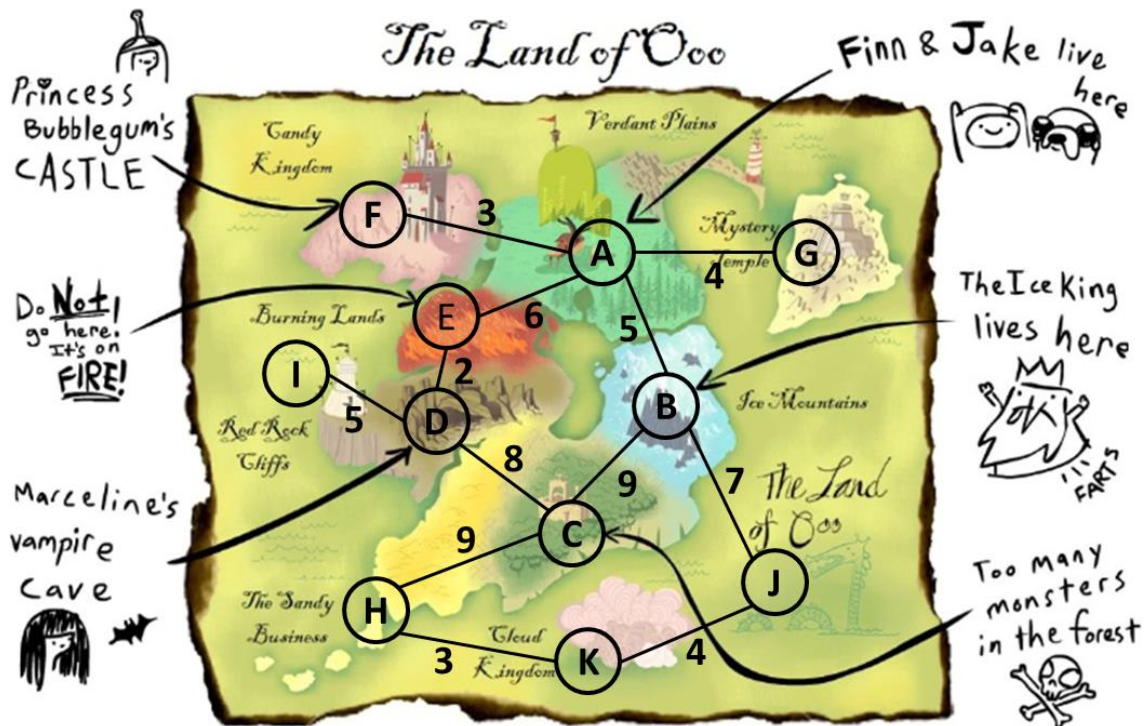 The Land of Ooo
Finn & Jake live
here
Princess
Bubblegum's
CASTLE
Candy
Kingdom
Verdant Plains
F
3
A
Mystery
Temple
4
G
Do Not!
go here!
It's on
FIRE!
Burning Lands
E
6
5
The Ice King
lives here
I
2
5
D
B
Ice Mountains
Red Rock
Cliffs
8
9
7
The Land
of Ooo
FARTS
Marceline's
vampire
Cave
9
C
J
Too many
monsters
in the forest
The Sandy
Business
H
3
Cloud
Kingdom
K
4